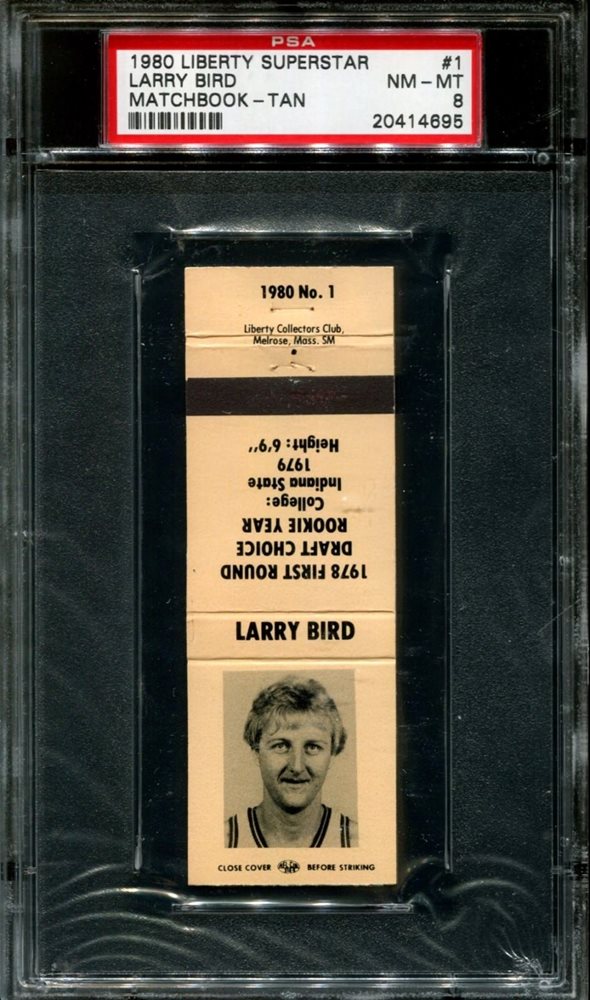 PSA
1980 LIBERTY SUPERSTAR #1
LARRY BIRD NM - MT
MATCHBOOK - TAN 8
20414695
1980 No. 1
Liberty Collectors Club,
Melrose, Mass. SM
1978 FIRST ROUND
DRAFT CHOICE
ROOKIE YEAR
College:
Indiana State
1979
Height: 6'9''
LARRY BIRD
CLOSE COVER BEFORE STRIKING